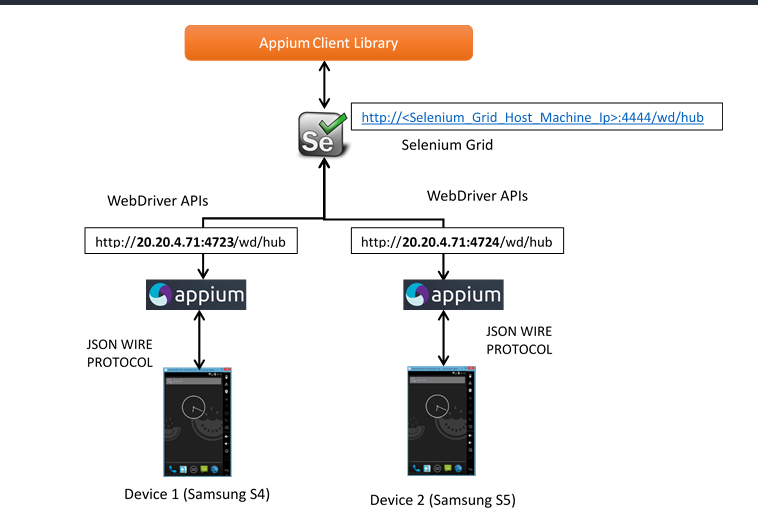 Appium Client Library
http://<Selenium_Grid_Host_Machine_Ip>:4444/wd/hub
Se
Selenium Grid
WebDriver APIs
WebDriver APIs
http://20.20.4.71:4723/wd/hub
http://20.20.4.71:4724/wd/hub
appium
appium
JSON WIRE
PROTOCOL
JSON WIRE
PROTOCOL
Device 1 (Samsung S4)
Device 2 (Samsung S5)